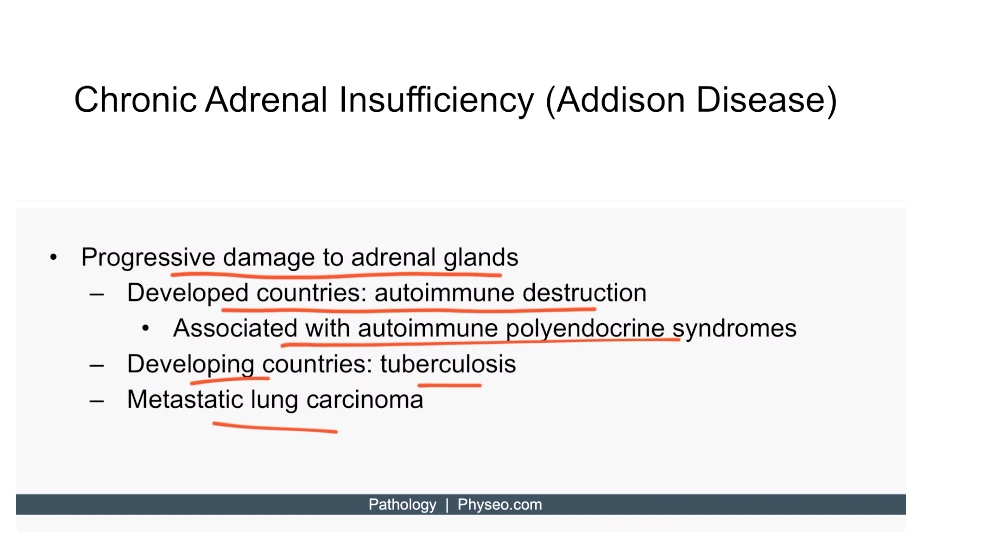 Chronic Adrenal Insufficiency (Addison Disease)
• Progressive damage to adrenal glands
– Developed countries: autoimmune destruction
• Associated with autoimmune polyendocrine syndromes
– Developing countries: tuberculosis
– Metastatic lung carcinoma
Pathology | Physeo.com